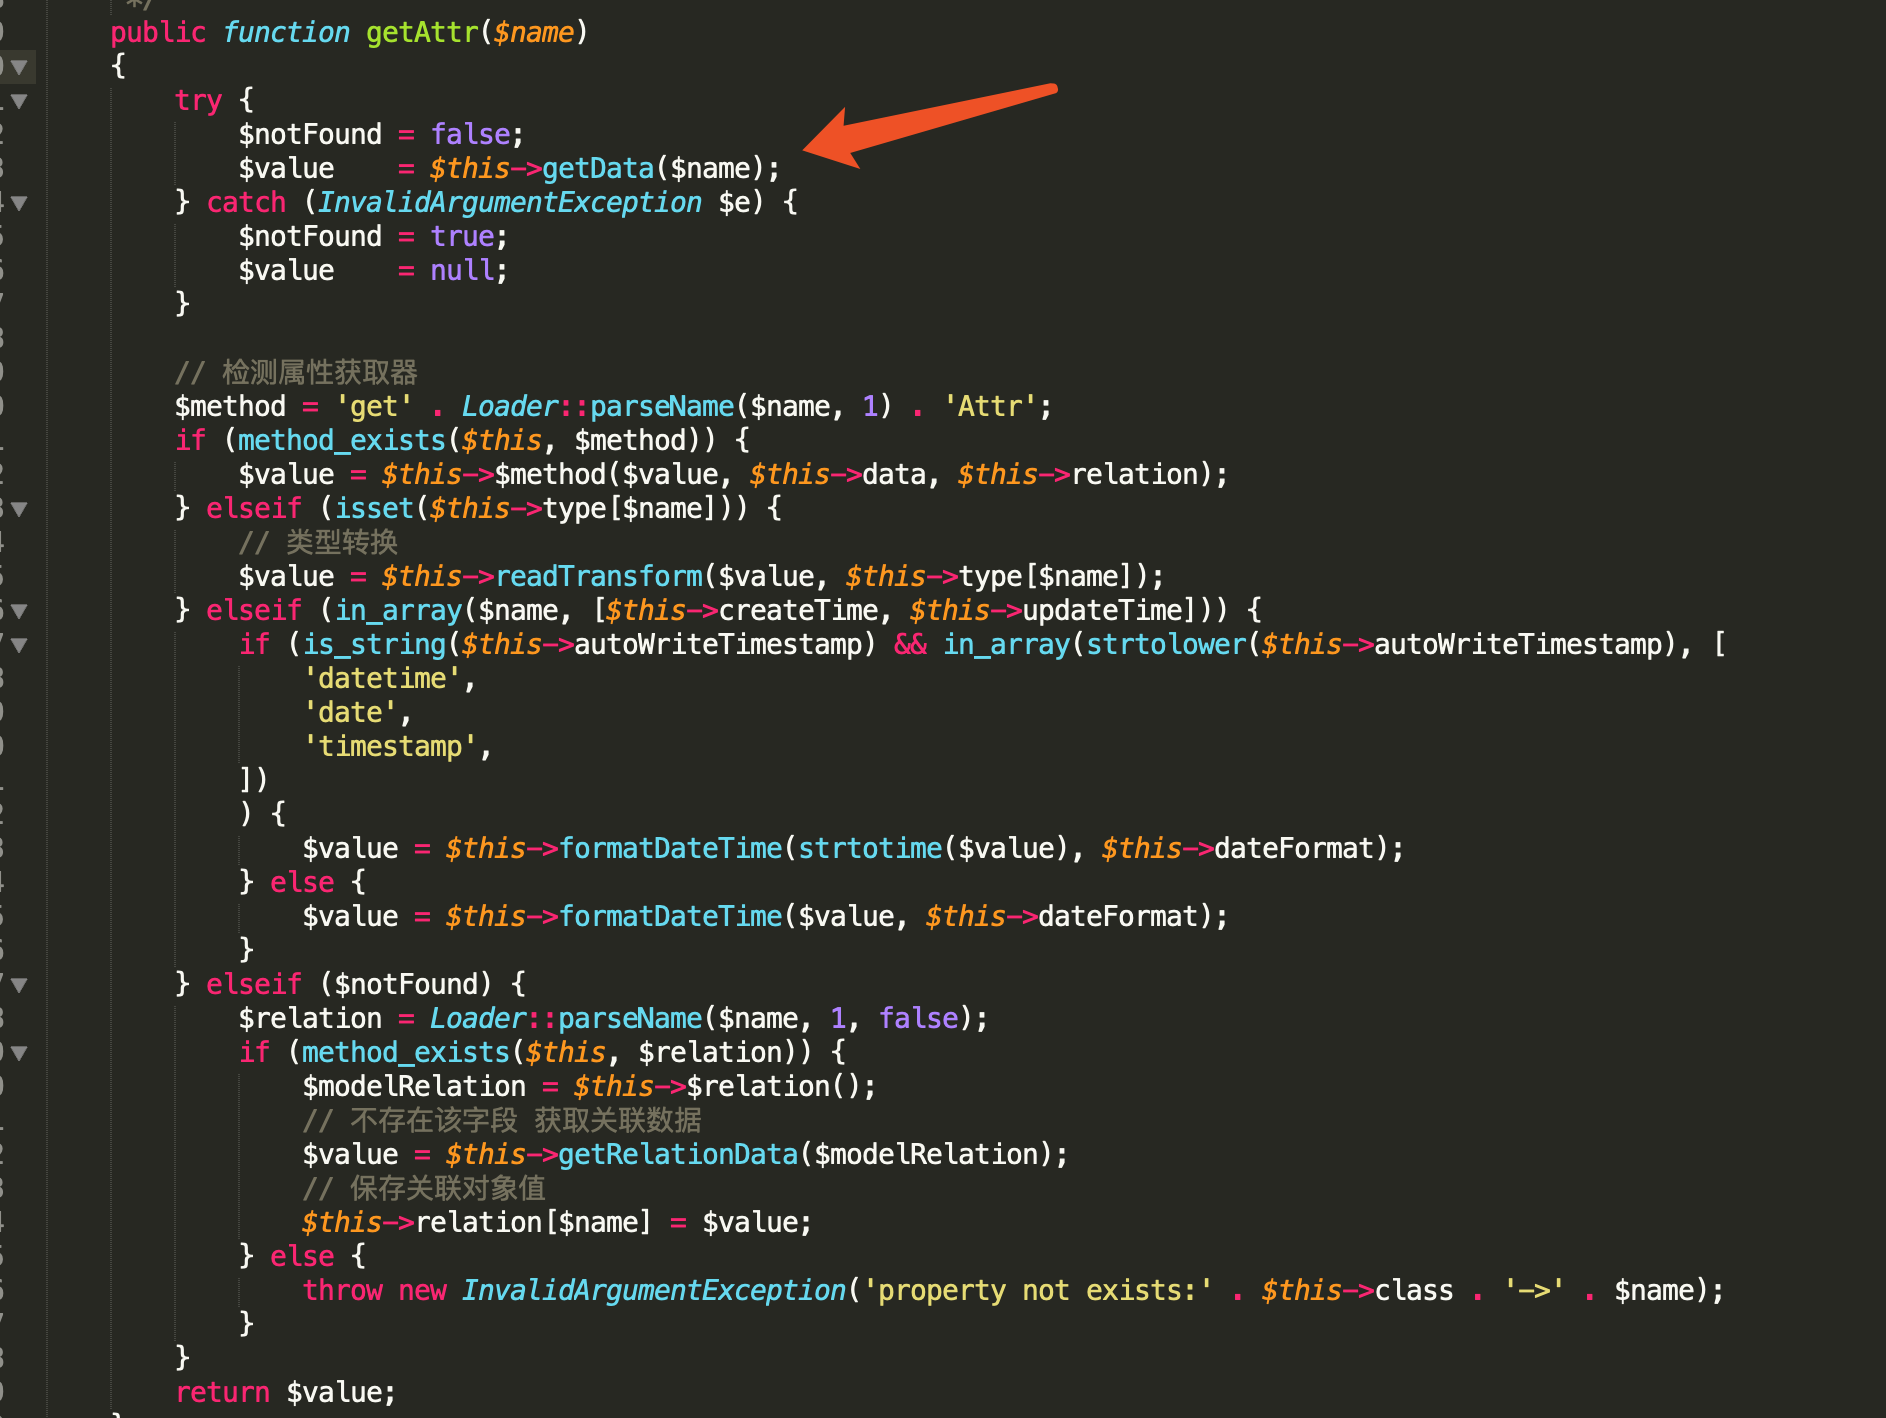 */
public function getAttr($name)
{
    try {
        $notFound = false;
        $value    = $this->getData($name);
    } catch (InvalidArgumentException $e) {
        $notFound = true;
        $value    = null;
    }

    // 检测属性获取器
    $method = 'get' . Loader::parseName($name, 1) . 'Attr';
    if (method_exists($this, $method)) {
        $value = $this->$method($value, $this->data, $this->relation);
    } elseif (isset($this->type[$name])) {
        // 类型转换
        $value = $this->readTransform($value, $this->type[$name]);
    } elseif (in_array($name, [$this->createTime, $this->updateTime])) {
        if (is_string($this->autoWriteTimestamp) && in_array(strtolower($this->autoWriteTimestamp), [
            'datetime',
            'date',
            'timestamp',
        ])
        ) {
            $value = $this->formatDateTime(strtotime($value), $this->dateFormat);
        } else {
            $value = $this->formatDateTime($value, $this->dateFormat);
        }
    } elseif ($notFound) {
        $relation = Loader::parseName($name, 1, false);
        if (method_exists($this, $relation)) {
            $modelRelation = $this->$relation();
            // 不存在该字段 获取关联数据
            $value = $this->getRelationData($modelRelation);
            // 保存关联对象值
            $this->relation[$name] = $value;
        } else {
            throw new InvalidArgumentException('property not exists:' . $this->class . '->' . $name);
        }
    }
    return $value;